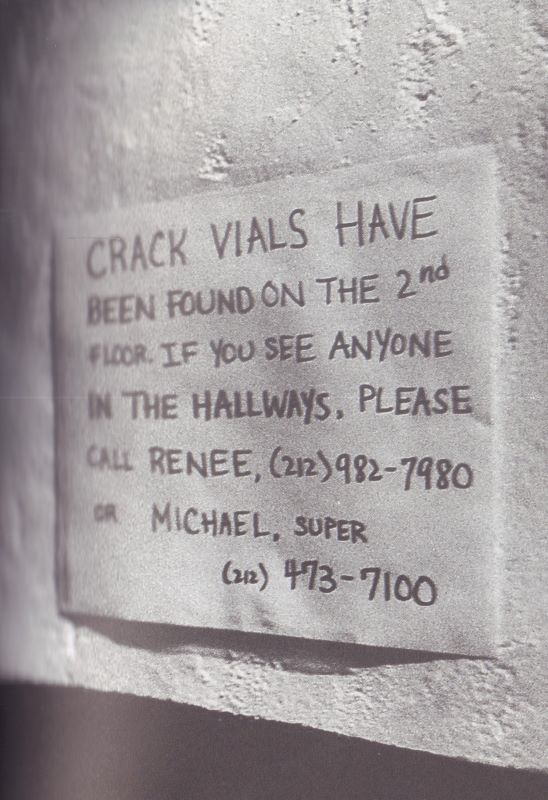 CRACK VIALS HAVE
BEEN FOUND ON THE 2nd
FLOOR. IF YOU SEE ANYONE
IN THE HALLWAYS, PLEASE
CALL RENEE, (212) 982-7980
OR MICHAEL, SUPER
(212) 473-7100